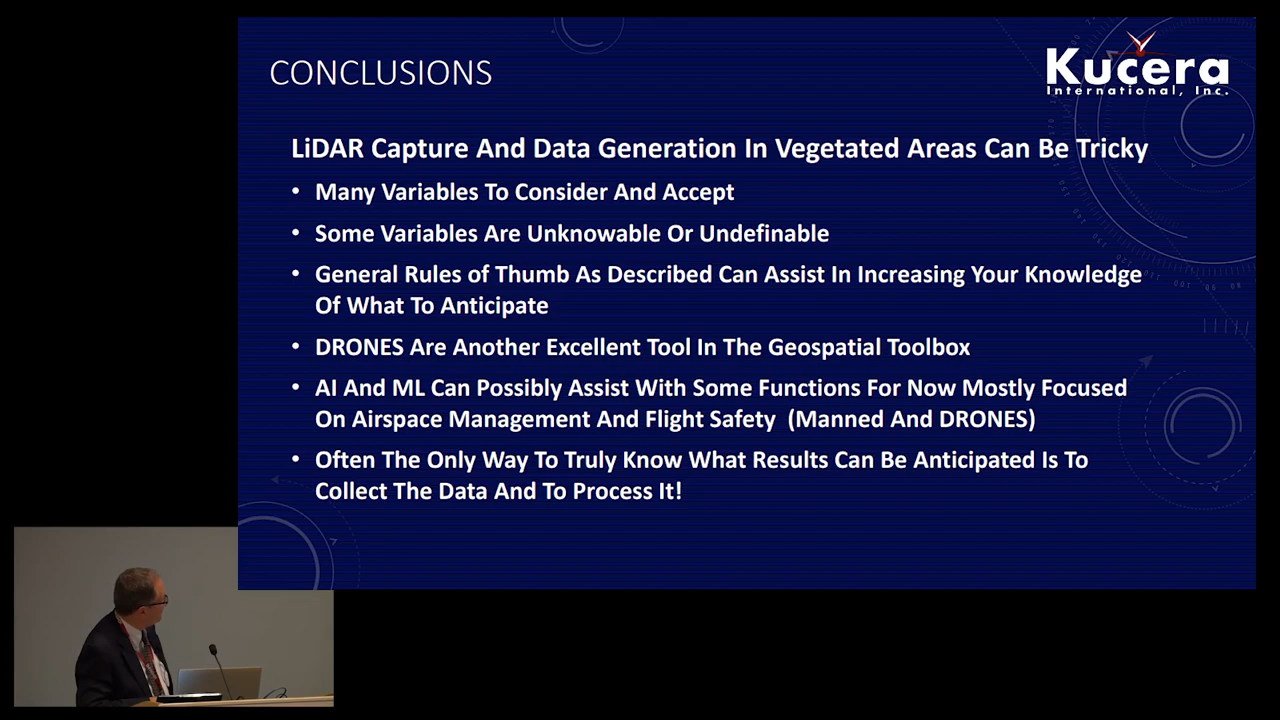 CONCLUSIONS
Kucera
International, Inc.
LiDAR Capture And Data Generation In Vegetated Areas Can Be Tricky
• Many Variables To Consider And Accept
• Some Variables Are Unknowable Or Undefinable
• General Rules of Thumb As Described Can Assist In Increasing Your Knowledge
Of What To Anticipate
• DRONES Are Another Excellent Tool In The Geospatial Toolbox
• AI And ML Can Possibly Assist With Some Functions For Now Mostly Focused
On Airspace Management And Flight Safety (Manned And DRONES)
• Often The Only Way To Truly Know What Results Can Be Anticipated Is To
Collect The Data And To Process It!